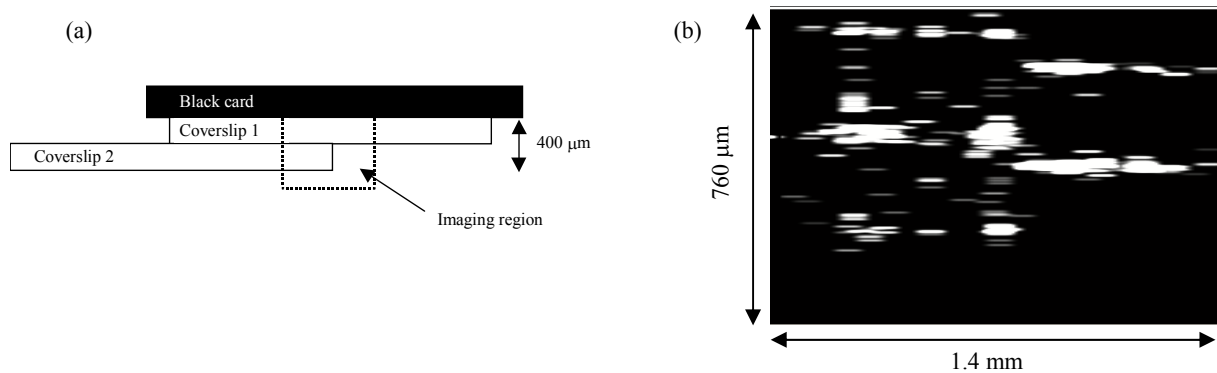 (a)
Black card
Coverslip 1
Coverslip 2
400 μm
Imaging region
(b)
760 μm
1.4 mm